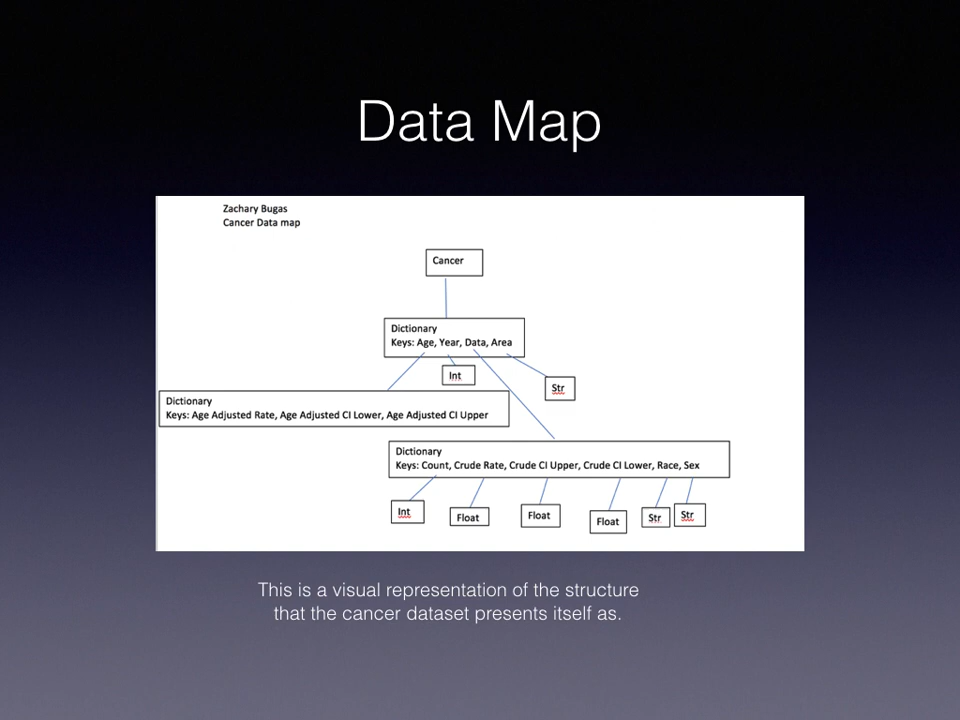 Data Map
Zachary Bugas
Cancer Data map
Cancer
Dictionary
Keys: Age, Year, Data, Area
Int
Str
Dictionary
Keys: Age Adjusted Rate, Age Adjusted CI Lower, Age Adjusted CI Upper
Dictionary
Keys: Count, Crude Rate, Crude CI Upper, Crude CI Lower, Race, Sex
Int
Float
Float
Float
Str
Str
This is a visual representation of the structure
that the cancer dataset presents itself as.